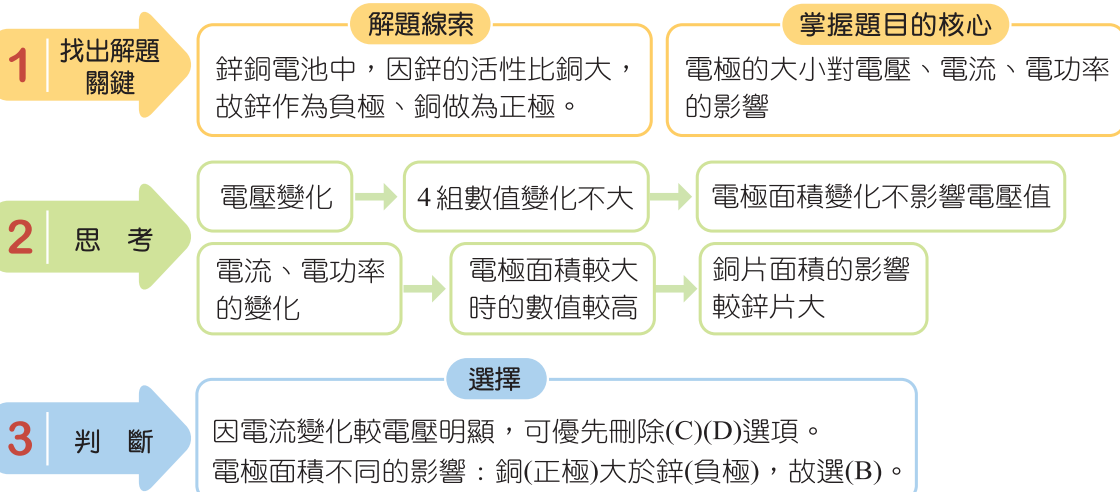 1
找出解題
關鍵
解題線索
鋅銅電池中，因鋅的活性比銅大，
故鋅作為負極、銅做為正極。
掌握題目的核心
電極的大小對電壓、電流、電功率
的影響
2
思 考
電壓變化
4 組數值變化不大
電極面積變化不影響電壓值
電流、電功率
的變化
電極面積較大
時的數值較高
銅片面積的影響
較鋅片大
3
判 斷
選擇
因電流變化較電壓明顯，可優先刪除(C)(D)選項。
電極面積不同的影響：銅(正極)大於鋅(負極)，故選(B)。